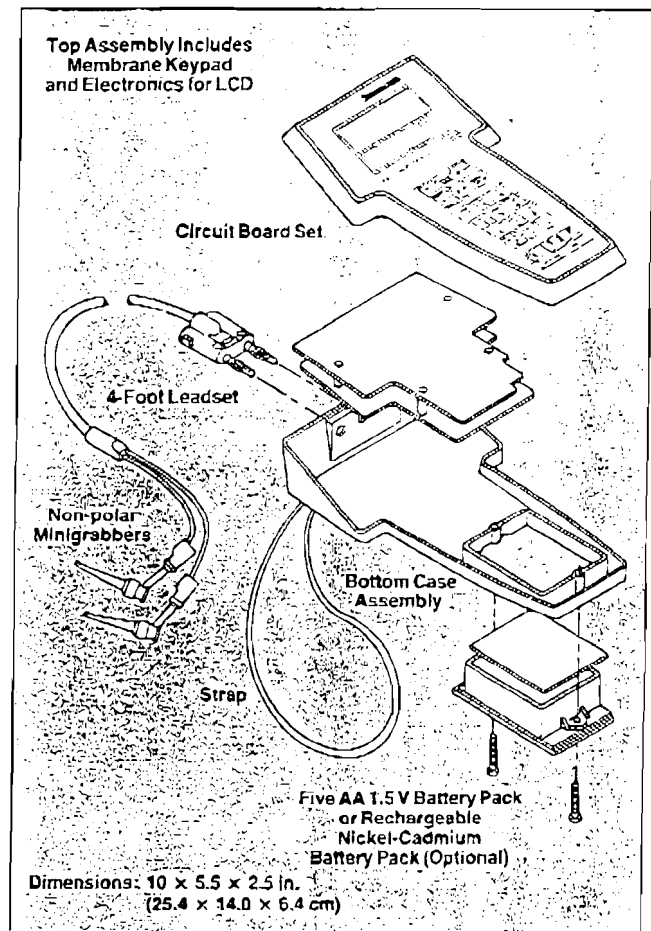 Top Assembly Includes
Membrane Keypad
and Electronics for LCD
Circuit Board Set
4-Foot Leadset
Non-polar
Minigrabbers
Bottom Case
Assembly
Strap
Five AA 1.5 V Battery Pack
or Rechargeable
Nickel-Cadmium
Battery Pack (Optional)
Dimensions: 10 × 5.5 × 2.5 in.
(25.4 × 14.0 × 6.4 cm)